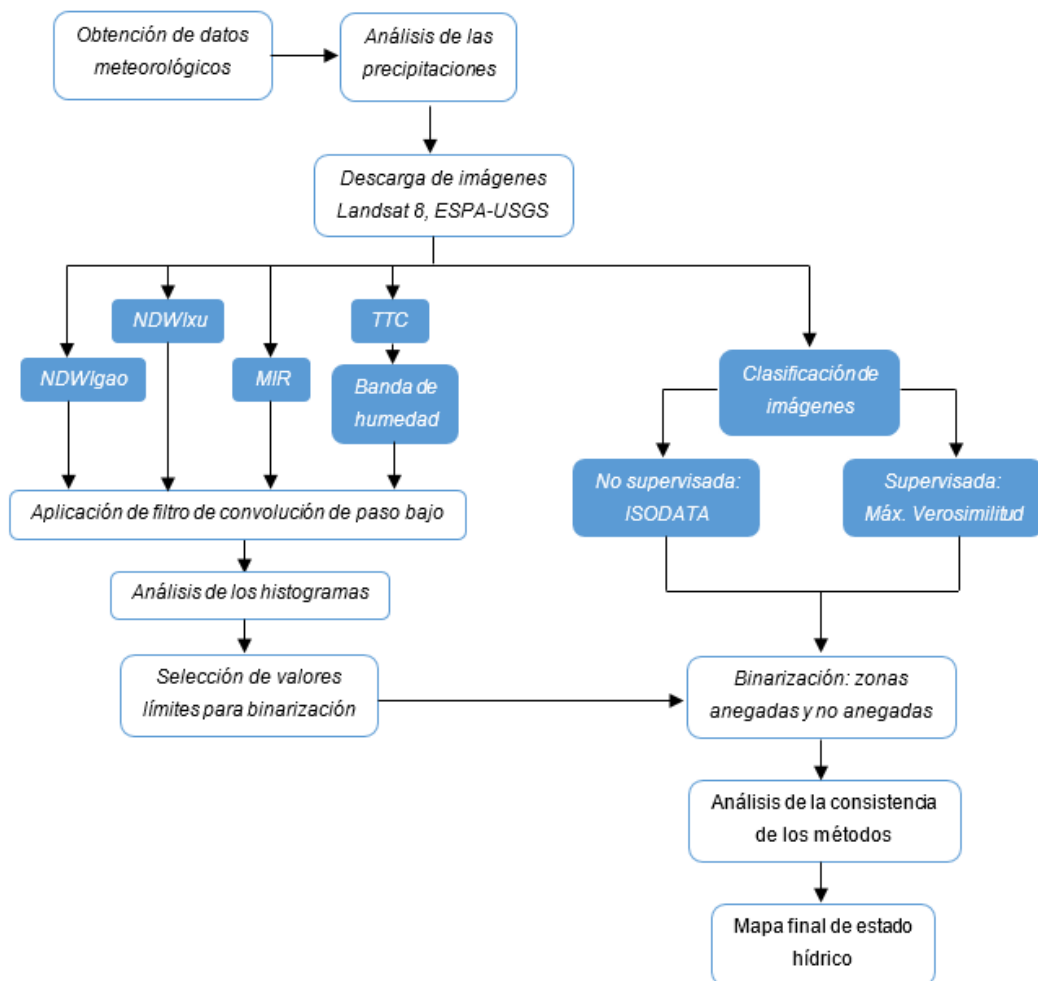 Obtención de datos
meteorológicos
Análisis de las
precipitaciones
Descarga de imágenes
Landsat 8, ESPA-USGS
NDWIxu
TTC
NDWIgao
MIR
Banda de
humedad
Clasificación de
imágenes
No supervisada:
ISODATA
Supervisada:
Máx. Verosimilitud
Aplicación de filtro de convolución de paso bajo
Análisis de los histogramas
Selección de valores
límites para binarización
Binarización: zonas
anegadas y no anegadas
Análisis de la consistencia
de los métodos
Mapa final de estado
hídrico